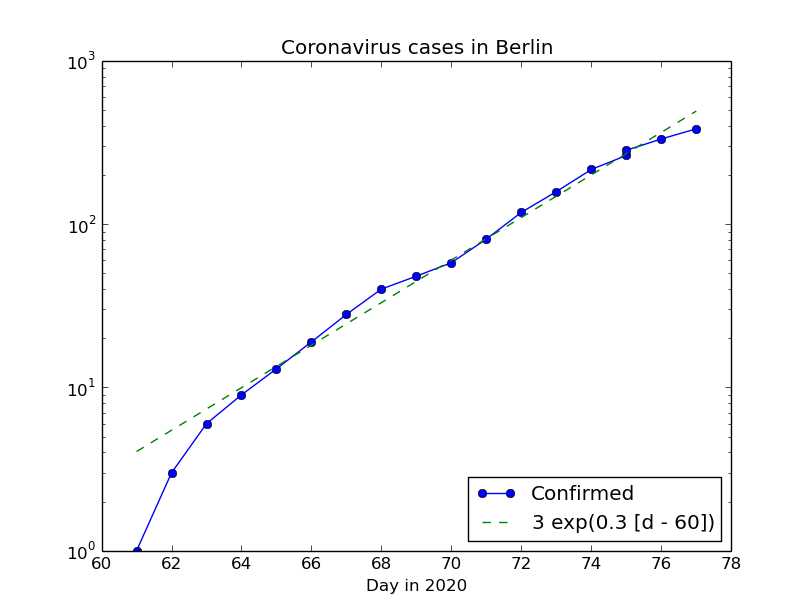 Coronavirus cases in Berlin
10^3
10^2
10^1
10^0
60 62 64 66 68 70 72 74 76 78
Day in 2020
Confirmed
3 exp(0.3 [d - 60])